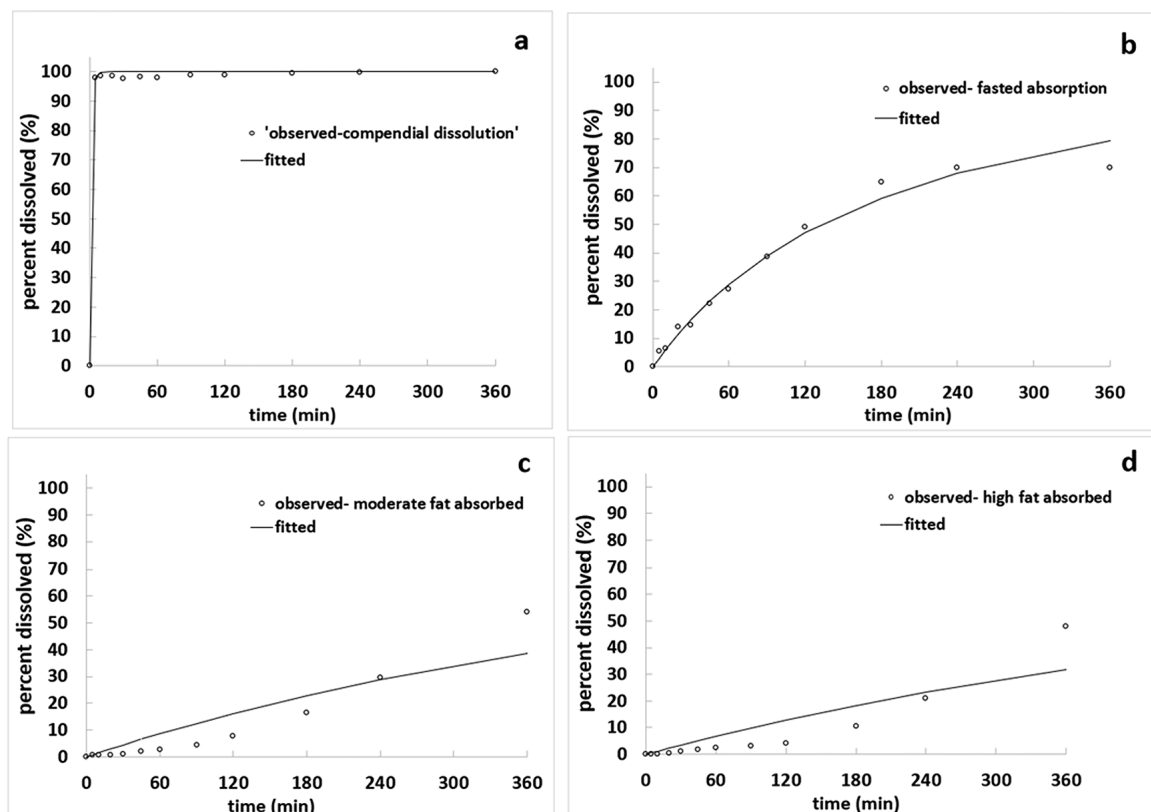 a
100
90
80
70
60
50
40
30
20
10
0
percent dissolved (%)
'observed-compendial dissolution'
fitted
0 60 120 180 240 300 360
time (min)
b
100
90
80
70
60
50
40
30
20
10
0
percent dissolved (%)
observed- fasted absorption
fitted
0 60 120 180 240 300 360
time (min)
c
100
90
80
70
60
50
40
30
20
10
0
percent dissolved (%)
observed- moderate fat absorbed
fitted
0 60 120 180 240 300 360
time (min)
d
100
90
80
70
60
50
40
30
20
10
0
percent dissolved (%)
observed- high fat absorbed
fitted
0 60 120 180 240 300 360
time (min)